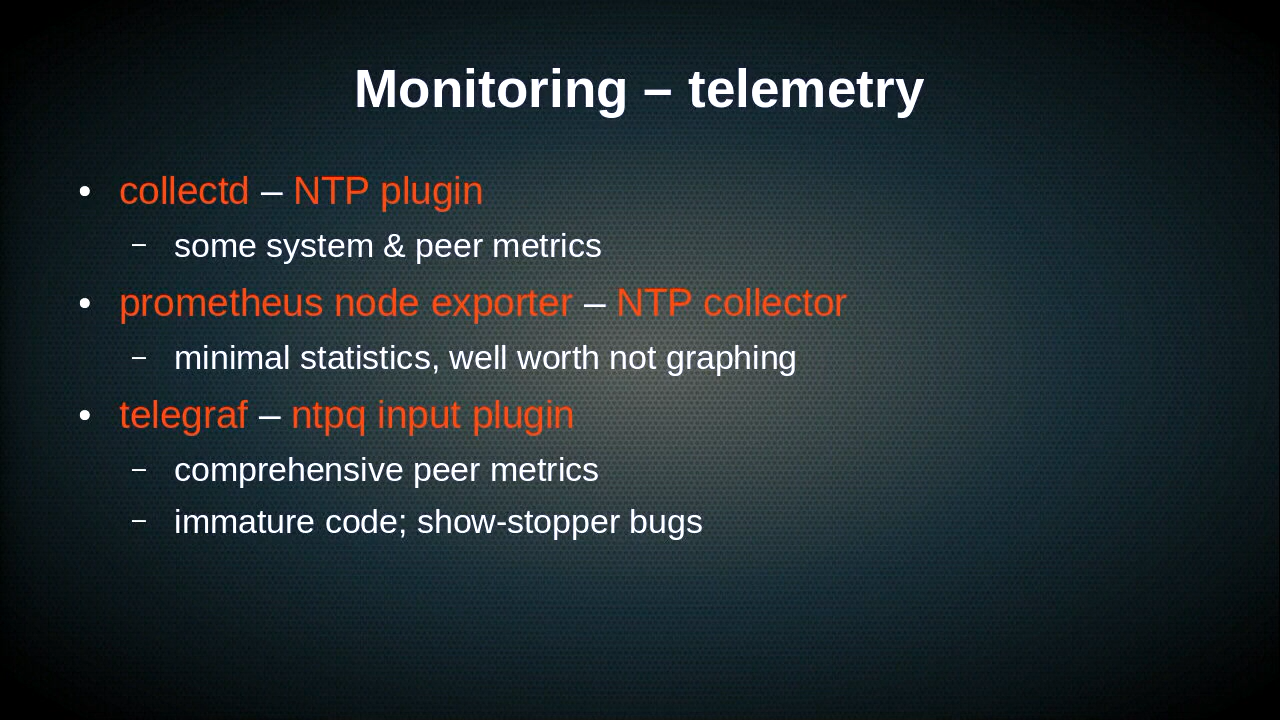 Monitoring – telemetry
• collectd – NTP plugin
– some system & peer metrics
• prometheus node exporter – NTP collector
– minimal statistics, well worth not graphing
• telegraf – ntpq input plugin
– comprehensive peer metrics
– immature code; show-stopper bugs